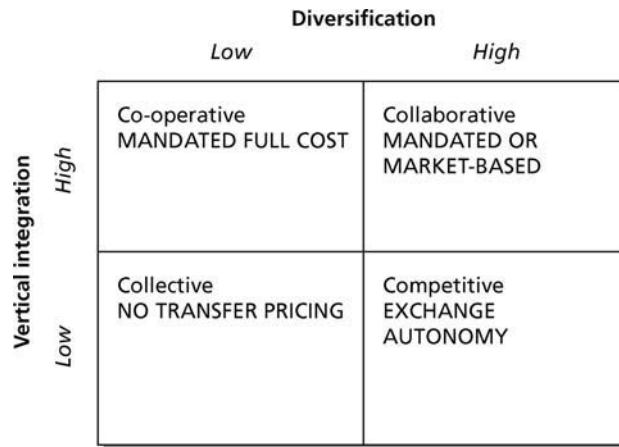 Diversification
Low
High
Vertical integration
High
Co-operative
MANDATED FULL COST
Collaborative
MANDATED OR
MARKET-BASED
Low
Collective
NO TRANSFER PRICING
Competitive
EXCHANGE
AUTONOMY